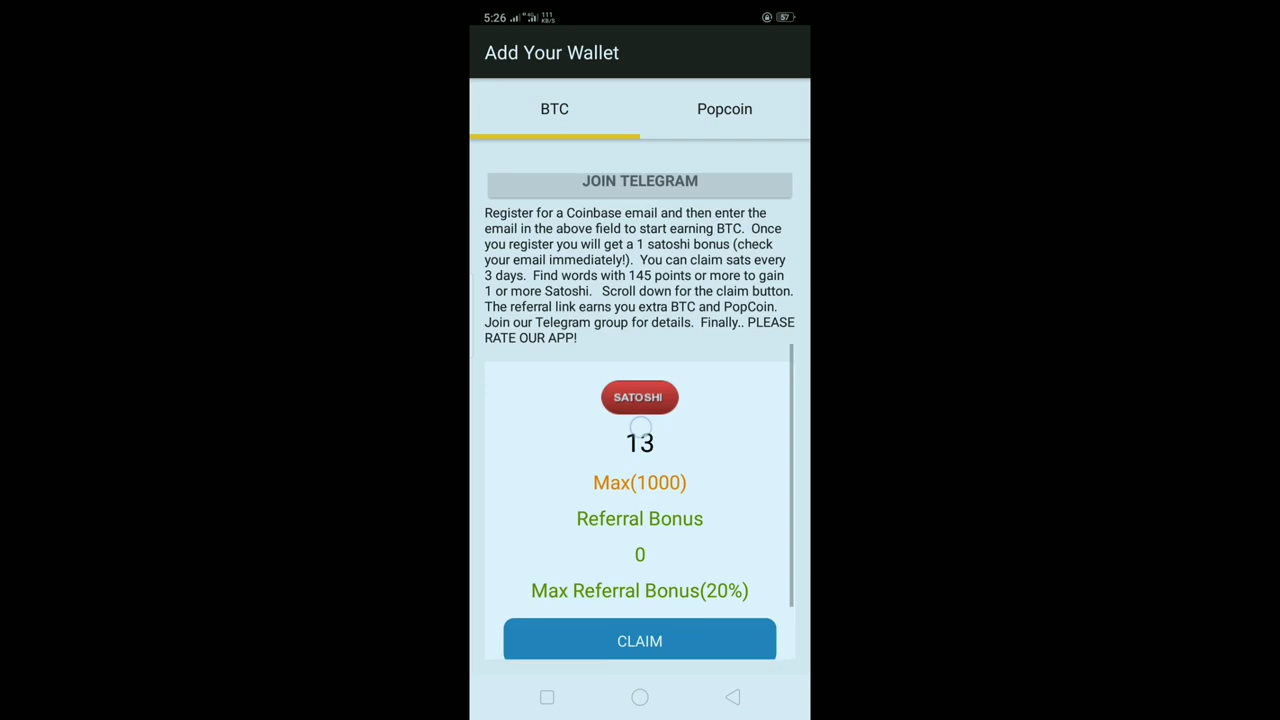 5:26 4G 111 KB/S 57
Add Your Wallet
BTC Popcoin
JOIN TELEGRAM
Register for a Coinbase email and then enter the
email in the above field to start earning BTC. Once
you register you will get a 1 satoshi bonus (check
your email immediately!). You can claim sats every
3 days. Find words with 145 points or more to gain
1 or more Satoshi. Scroll down for the claim button.
The referral link earns you extra BTC and PopCoin.
Join our Telegram group for details. Finally.. PLEASE
RATE OUR APP!
SATOSHI
13
Max(1000)
Referral Bonus
0
Max Referral Bonus(20%)
CLAIM